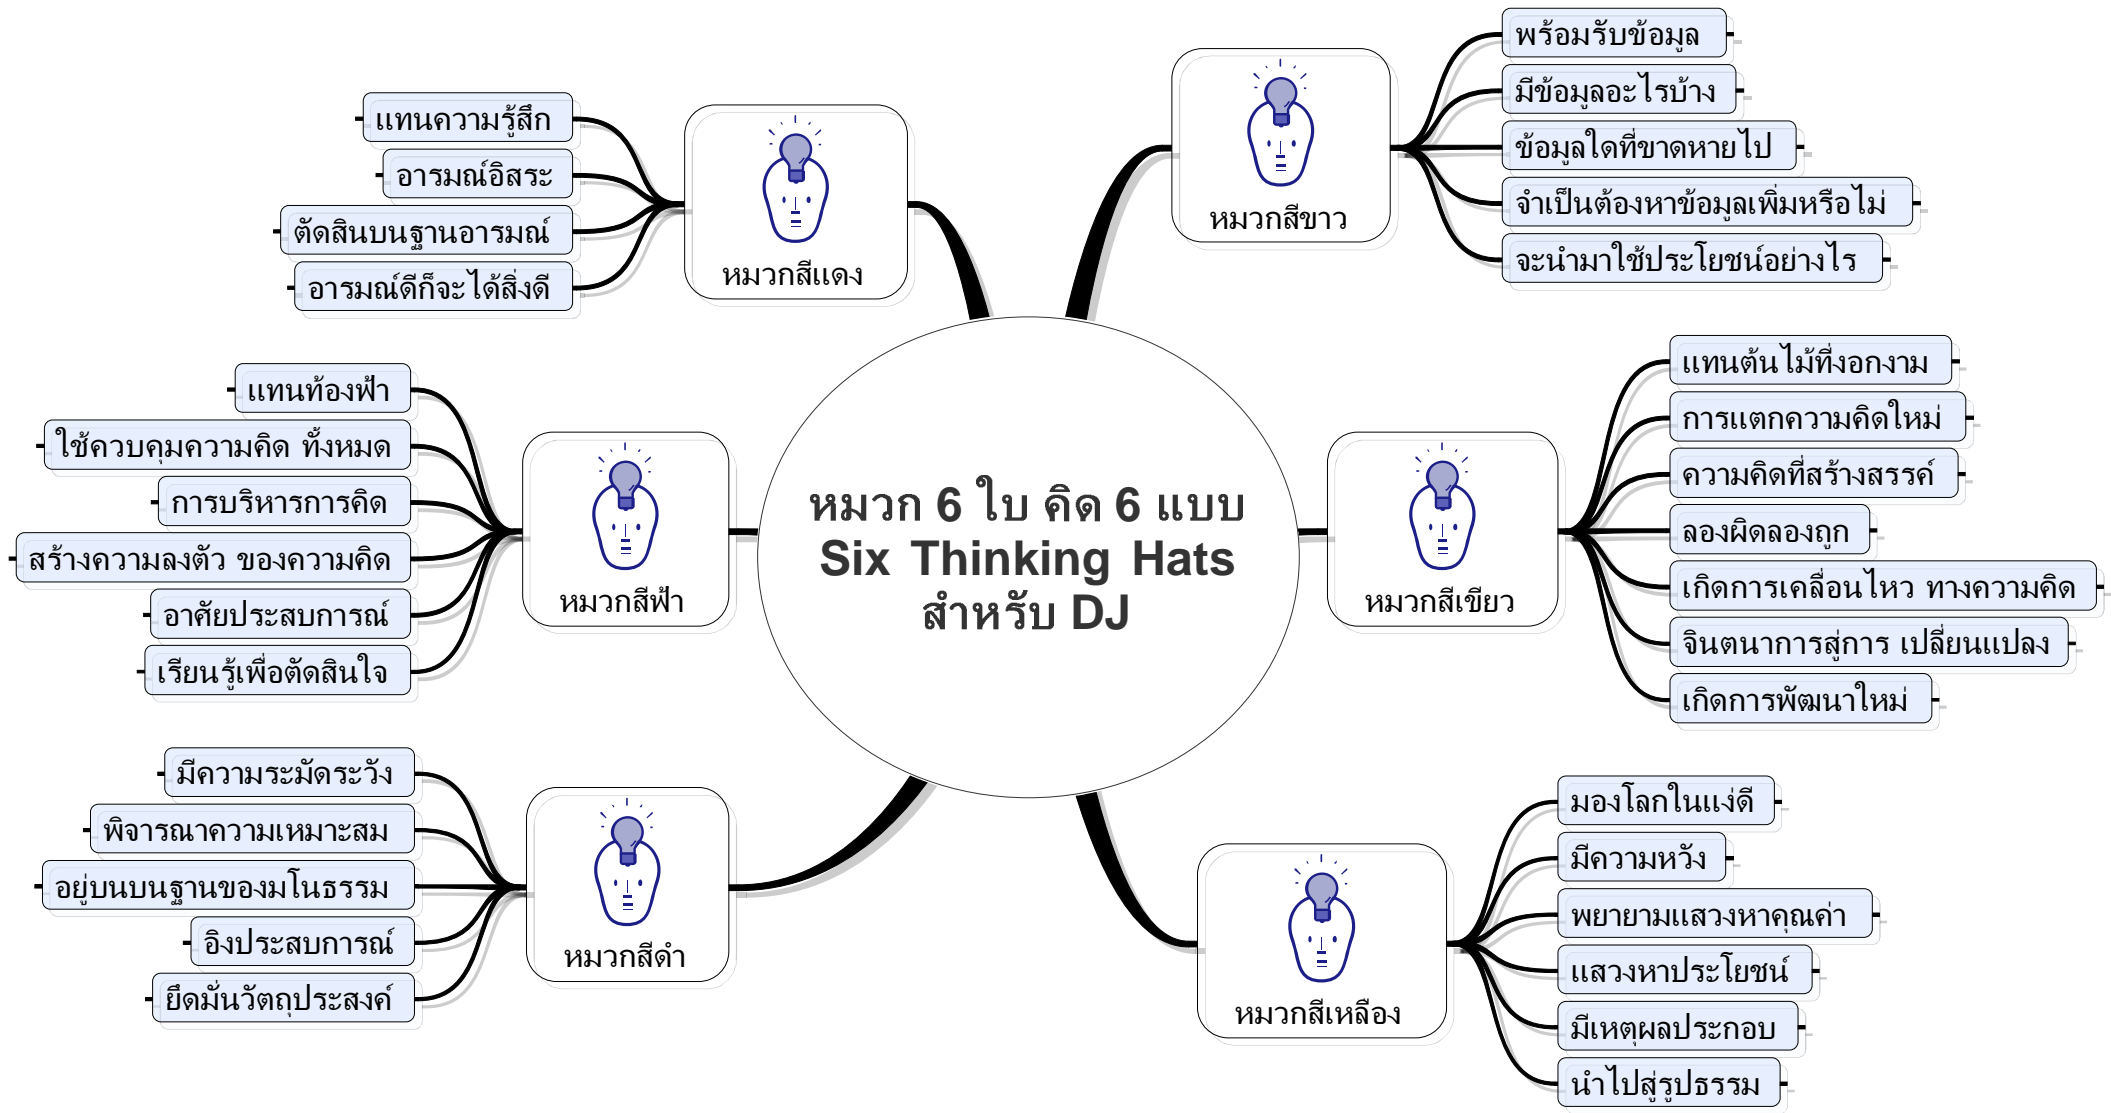 หมวก 6 ใบ คิด 6 แบบ
Six Thinking Hats
สำหรับ DJ
หมวกสีขาว
พร้อมรับข้อมูล
มีข้อมูลอะไรบ้าง
ข้อมูลใดที่ขาดหายไป
จำเป็นต้องหาข้อมูลเพิ่มหรือไม่
จะนำมาใช้ประโยชน์อย่างไร
หมวกสีเขียว
แทนต้นไม้ที่งอกงาม
การแตกความคิดใหม่
ความคิดที่สร้างสรรค์
ลองผิดลองถูก
เกิดการเคลื่อนไหว ทางความคิด
จินตนาการสู่การ เปลี่ยนแปลง
เกิดการพัฒนาใหม่
หมวกสีเหลือง
มองโลกในแง่ดี
มีความหวัง
พยายามแสวงหาคุณค่า
แสวงหาประโยชน์
มีเหตุผลประกอบ
นำไปสู่รูปธรรม
หมวกสีแดง
แทนความรู้สึก
อารมณ์อิสระ
ตัดสินบนฐานอารมณ์
อารมณ์ดีก็จะได้สิ่งดี
หมวกสีฟ้า
แทนท้องฟ้า
ใช้ควบคุมความคิด ทั้งหมด
การบริหารการคิด
สร้างความลงตัว ของความคิด
อาศัยประสบการณ์
เรียนรู้เพื่อตัดสินใจ
หมวกสีดำ
มีความระมัดระวัง
พิจารณาความเหมาะสม
อยู่บนบนฐานของมโนธรรม
อิงประสบการณ์
ยึดมั่นวัตถุประสงค์